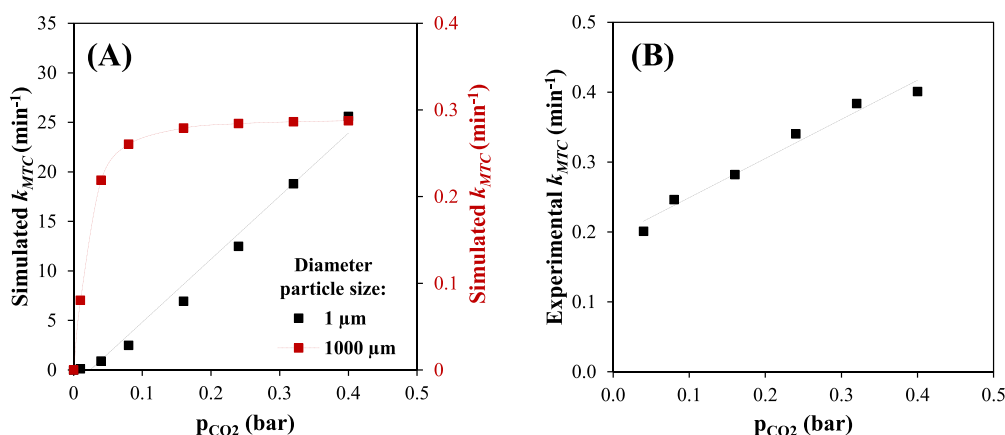 (A)
Simulated k_MTC (min⁻¹)
35
30
25
20
15
10
5
0
0
0.1
0.2
0.3
0.4
0.5
p_CO2 (bar)
0.4
0.3
0.2
0.1
0
Simulated k_MTC (min⁻¹)
Diameter
particle size:
1 µm
1000 µm
(B)
Experimental k_MTC (min⁻¹)
0.5
0.4
0.3
0.2
0.1
0.0
0.0
0.1
0.2
0.3
0.4
0.5
p_CO2 (bar)